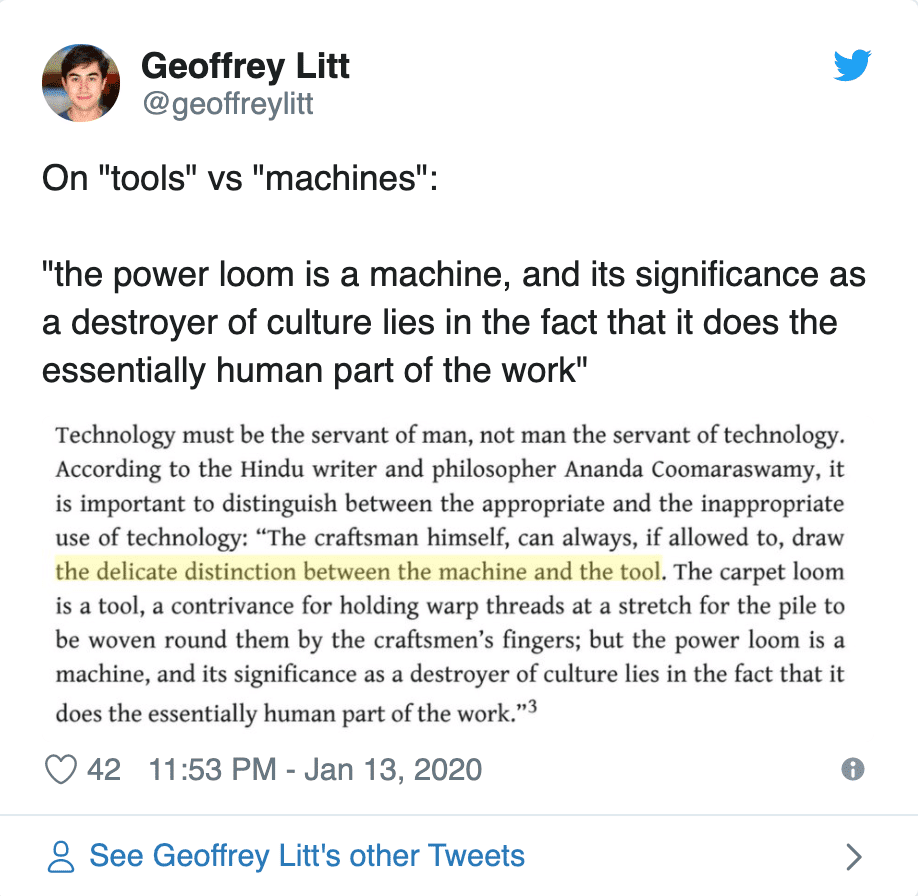 Geoffrey Litt
@geoffreylitt
On "tools" vs "machines":
"the power loom is a machine, and its significance as
a destroyer of culture lies in the fact that it does the
essentially human part of the work"
Technology must be the servant of man, not man the servant of technology.
According to the Hindu writer and philosopher Ananda Coomaraswamy, it
is important to distinguish between the appropriate and the inappropriate
use of technology: “The craftsman himself, can always, if allowed to, draw
the delicate distinction between the machine and the tool. The carpet loom
is a tool, a contrivance for holding warp threads at a stretch for the pile to
be woven round them by the craftsmen’s fingers; but the power loom is a
machine, and its significance as a destroyer of culture lies in the fact that it
does the essentially human part of the work.”3
42 11:53 PM - Jan 13, 2020
See Geoffrey Litt's other Tweets